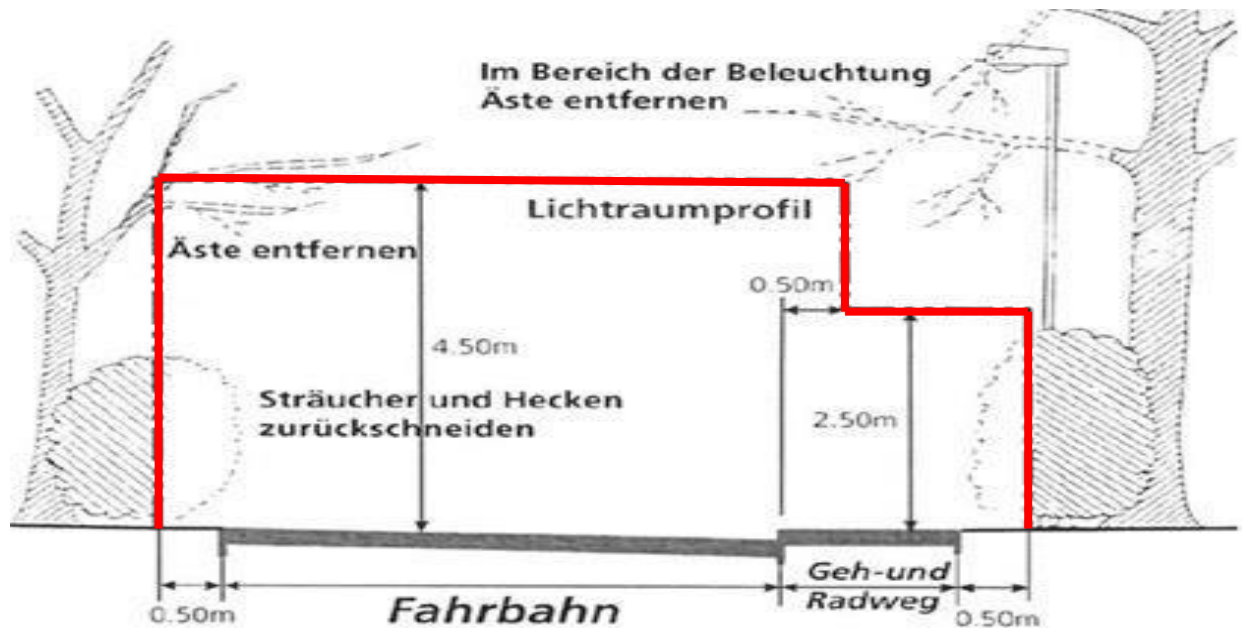 Im Bereich der Beleuchtung
Äste entfernen
Lichtraumprofil
Äste entfernen
0.50m
4.50m
Sträucher und Hecken
zurückschneiden
2.50m
Geh-und
Radweg
0.50m
Fahrbahn
0.50m